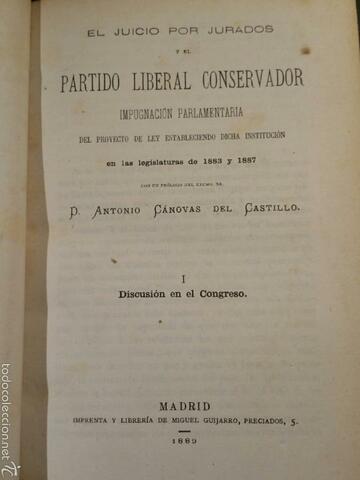 EL JUICIO POR JURADOS
Y EL
PARTIDO LIBERAL CONSERVADOR
IMPUGNACIÓN PARLAMENTARIA
DEL PROYECTO DE LEY ESTABLECIENDO DICHA INSTITUCIÓN
en las legislaturas de 1883 y 1887
CON UN PRÓLOGO DEL EXCMO. SR.
D. ANTONIO CÁNOVAS DEL CASTILLO.
I
Discusión en el Congreso.
MADRID
IMPRENTA Y LIBRERÍA DE MIGUEL GUIJARRO, PRECIADOS, 5.
1889
todocoleccion.net